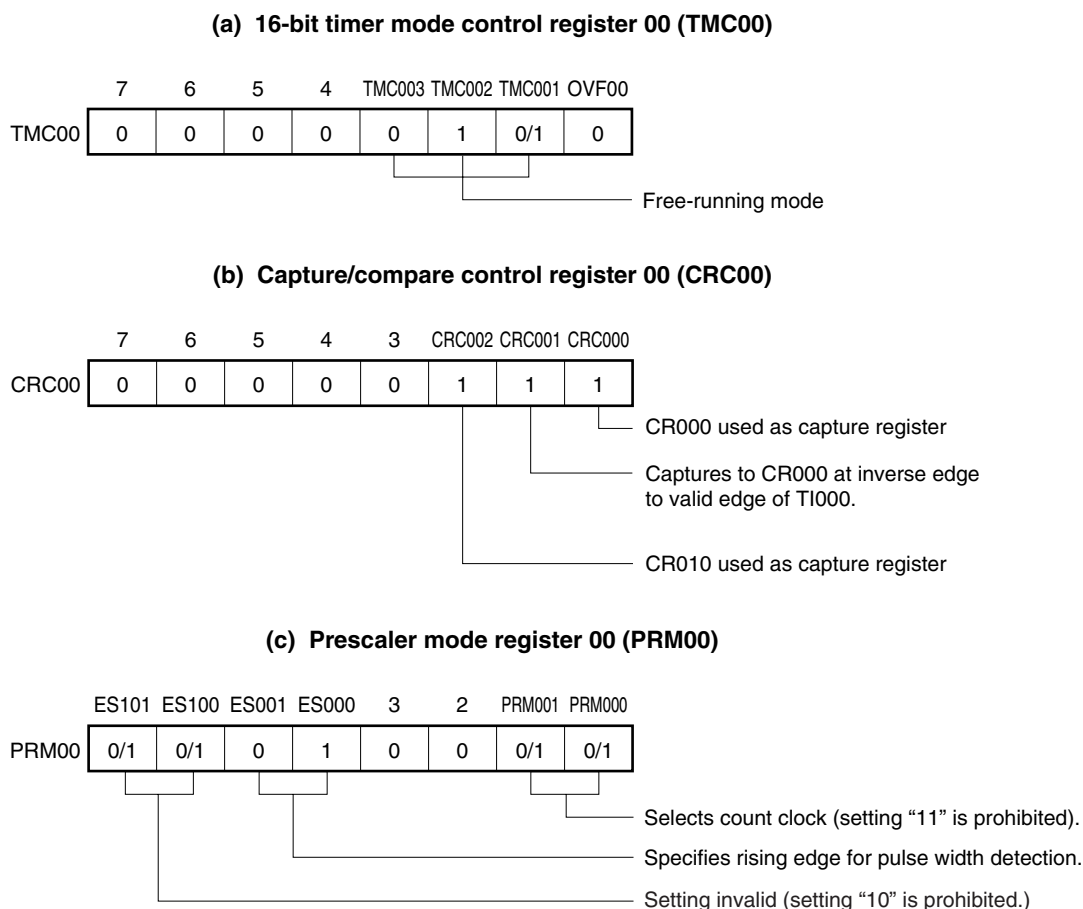 (a) 16-bit timer mode control register 00 (TMC00)
7 6 5 4 TMC003 TMC002 TMC001 OVF00
TMC00 0 0 0 0 0 1 0/1 0
Free-running mode
(b) Capture/compare control register 00 (CRC00)
7 6 5 4 3 CRC002 CRC001 CRC000
CRC00 0 0 0 0 0 1 1 1
CR000 used as capture register
Captures to CR000 at inverse edge
to valid edge of TI000.
CR010 used as capture register
(c) Prescaler mode register 00 (PRM00)
ES101 ES100 ES001 ES000 3 2 PRM001 PRM000
PRM00 0/1 0/1 0 1 0 0 0/1 0/1
Selects count clock (setting “11” is prohibited).
Specifies rising edge for pulse width detection.
Setting invalid (setting “10” is prohibited.)